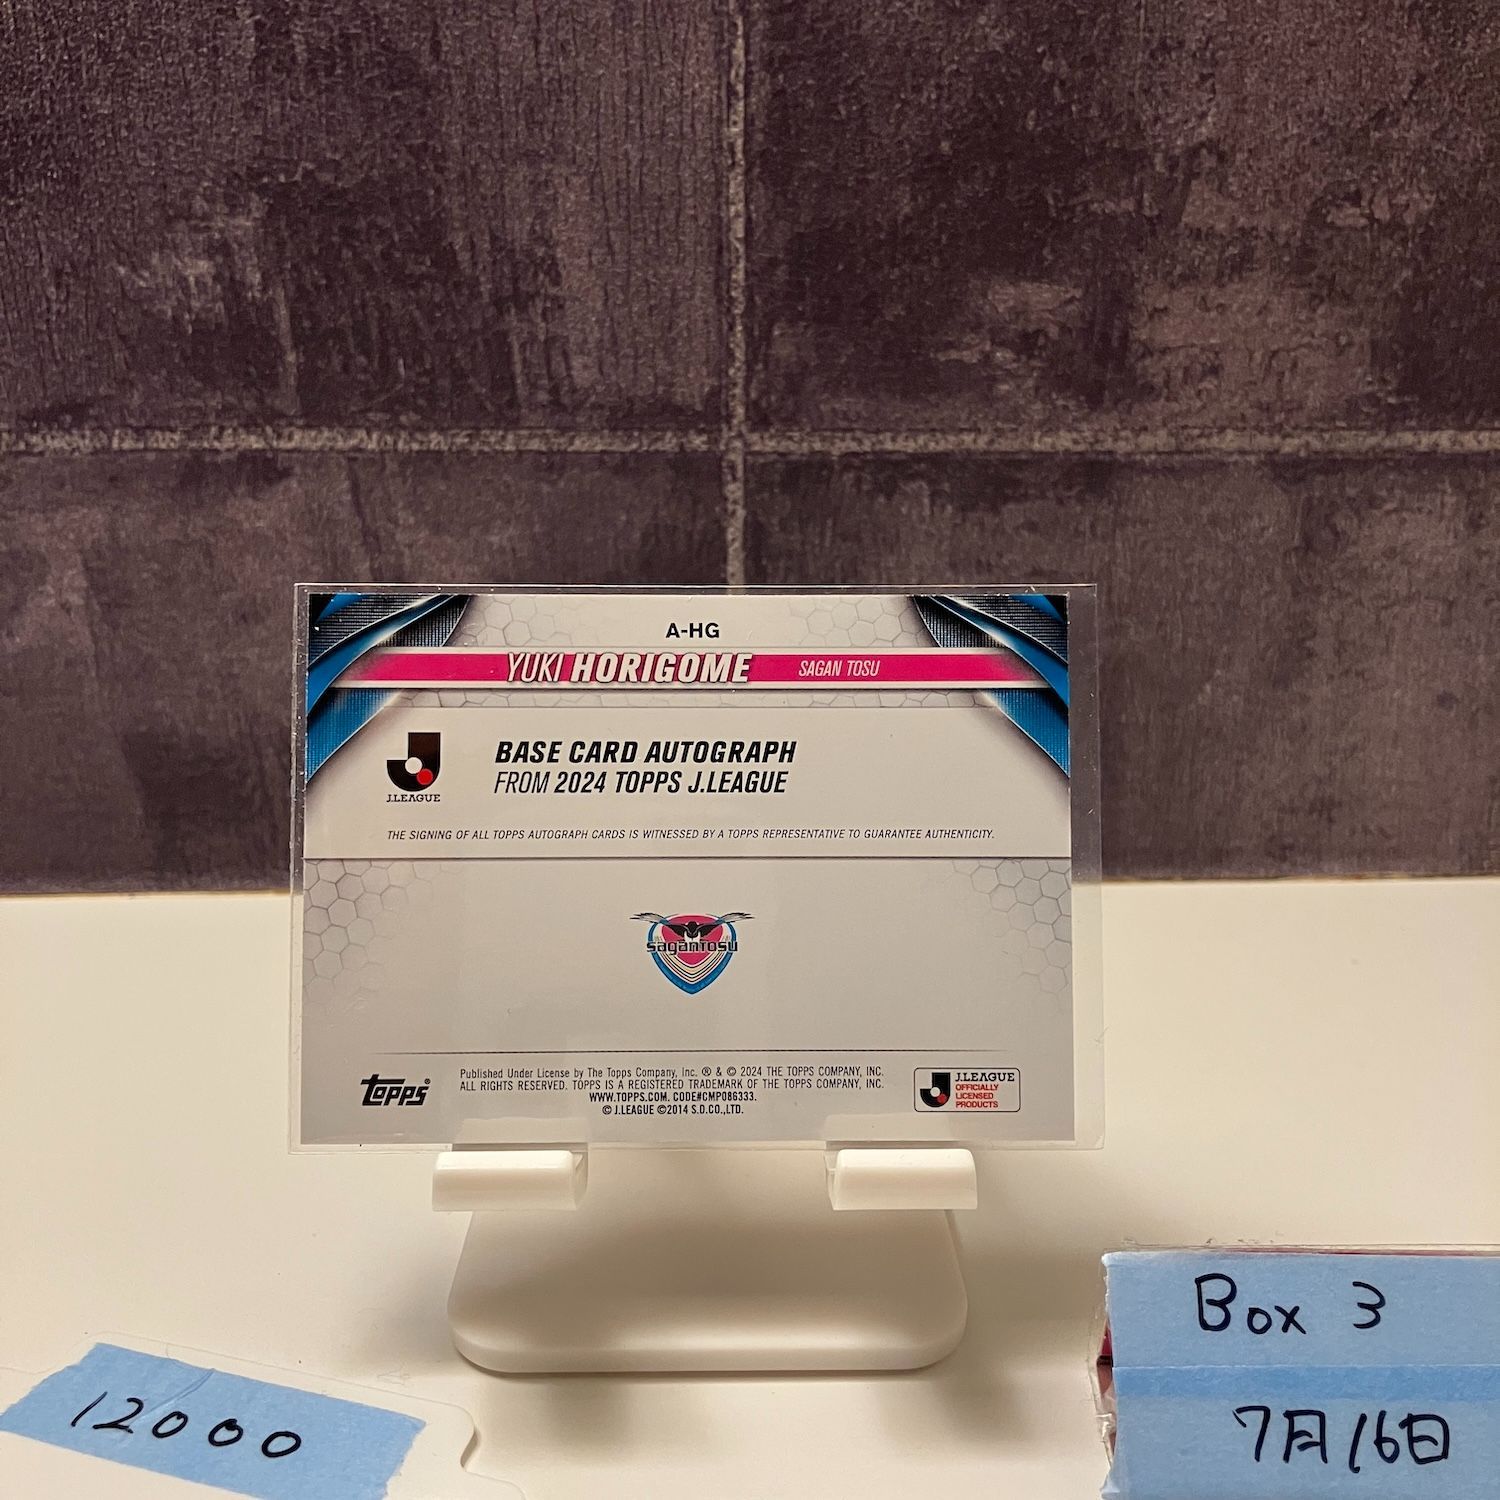 A-HG
YUKI HORIGOME SAGAN TOSU
J.LEAGUE
BASE CARD AUTOGRAPH
FROM 2024 TOPPS J.LEAGUE
THE SIGNING OF ALL TOPPS AUTOGRAPH CARDS IS WITNESSED BY A TOPPS REPRESENTATIVE TO GUARANTEE AUTHENTICITY.
saganTosu
Topps®
Published Under License by The Topps Company, Inc. ® & © 2024 THE TOPPS COMPANY, INC.
ALL RIGHTS RESERVED. TOPPS IS A REGISTERED TRADEMARK OF THE TOPPS COMPANY, INC.
WWW.TOPPS.COM. CODE#CMP086333.
© J.LEAGUE ©2014 S.D.CO.,LTD.
J.LEAGUE
OFFICIALLY
LICENSED
PRODUCTS
12000
Box 3
7月16日